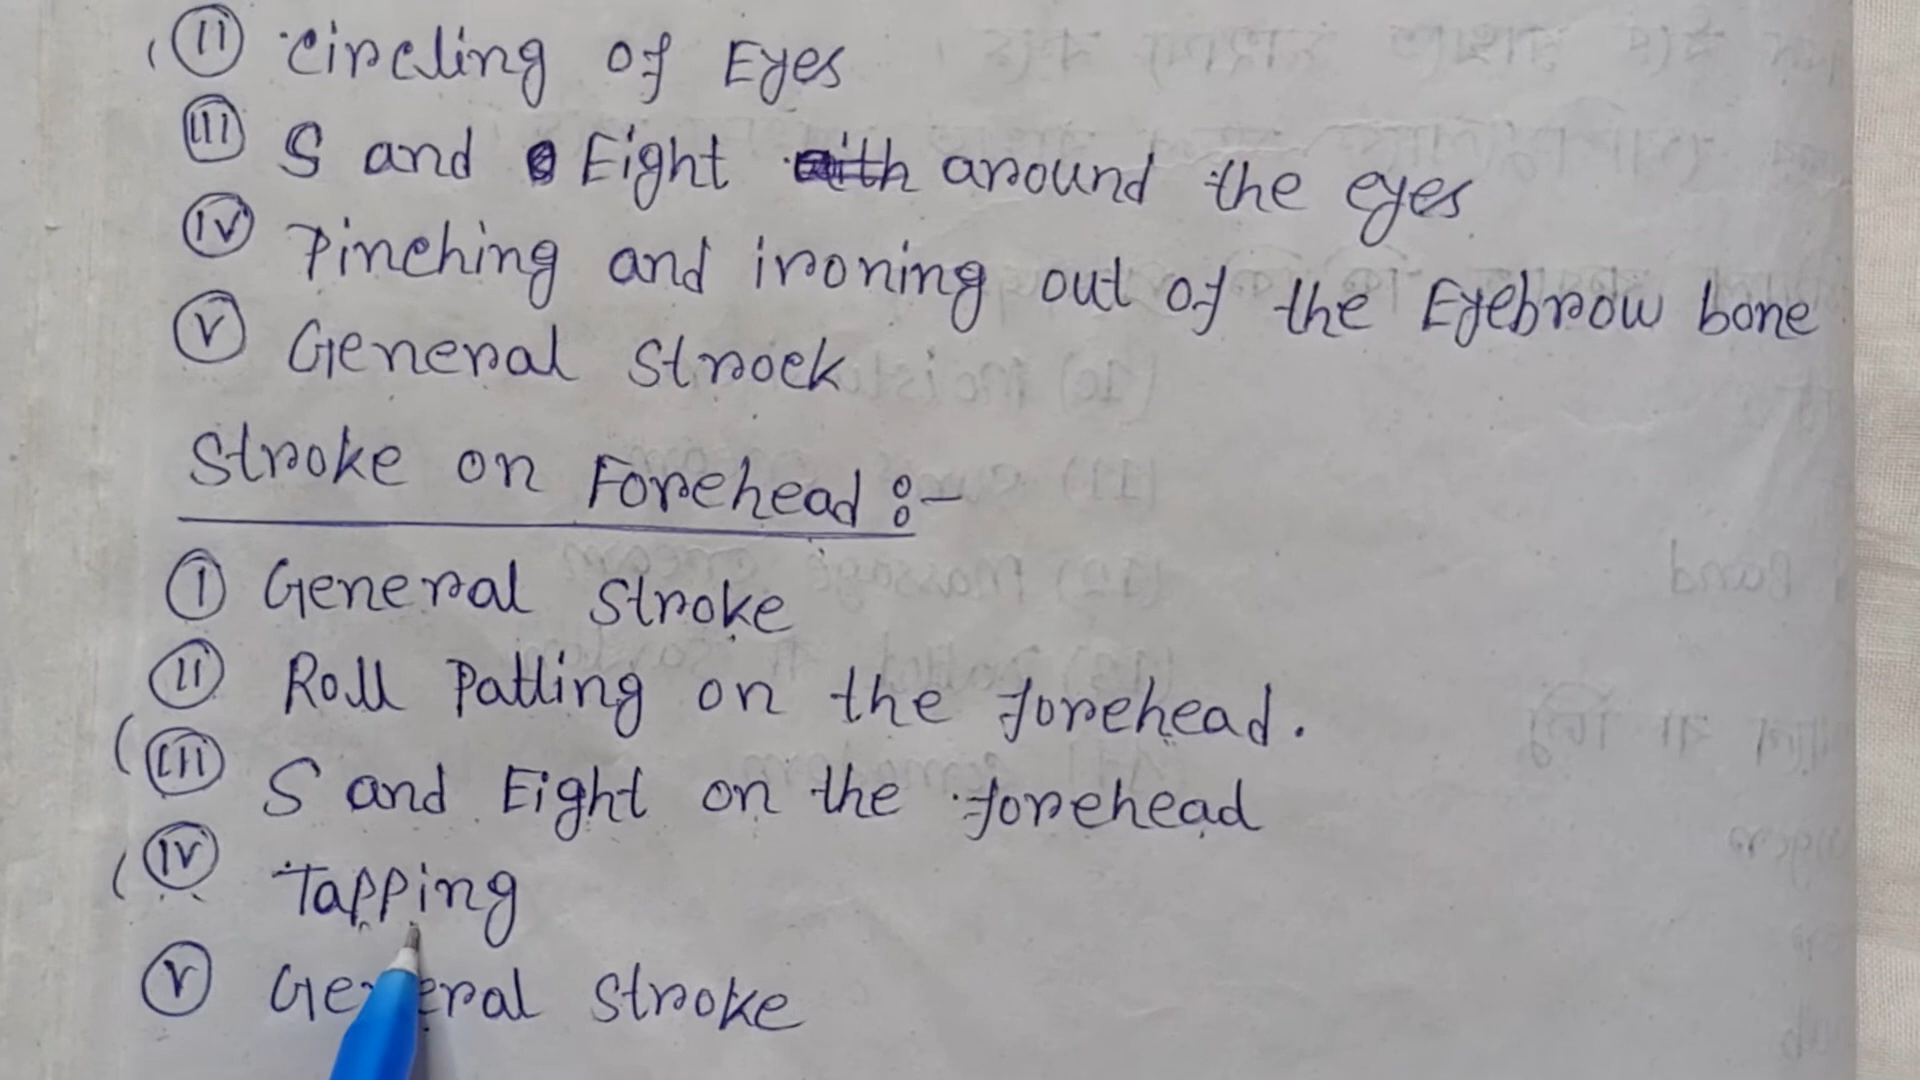 (II) Circling of Eyes
(III) S and Eight around the eyes
(IV) Pinching and ironing out of the Eyebrow bone
(V) General Strock
Stroke on Forehead :-
(I) General Stroke
(II) Roll Patling on the forehead.
(III) S and Eight on the forehead
(IV) Tapping
(V) General Stroke